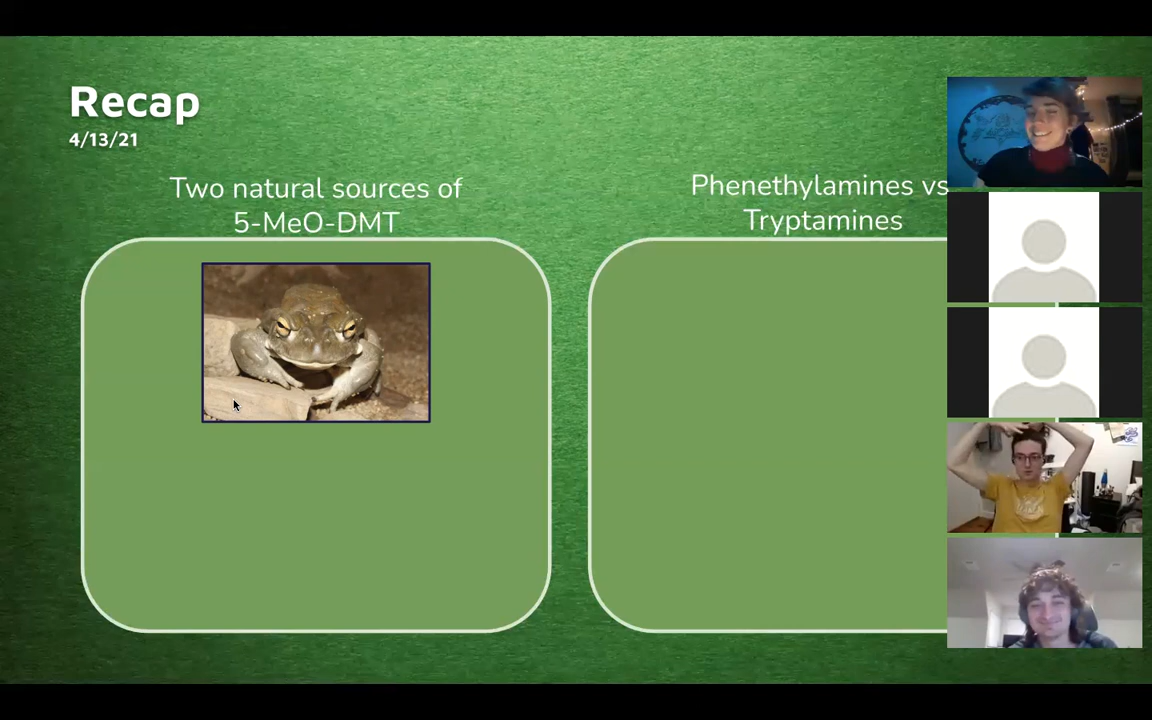 Recap
4/13/21
Two natural sources of
5-MeO-DMT
Phenethylamines vs
Tryptamines